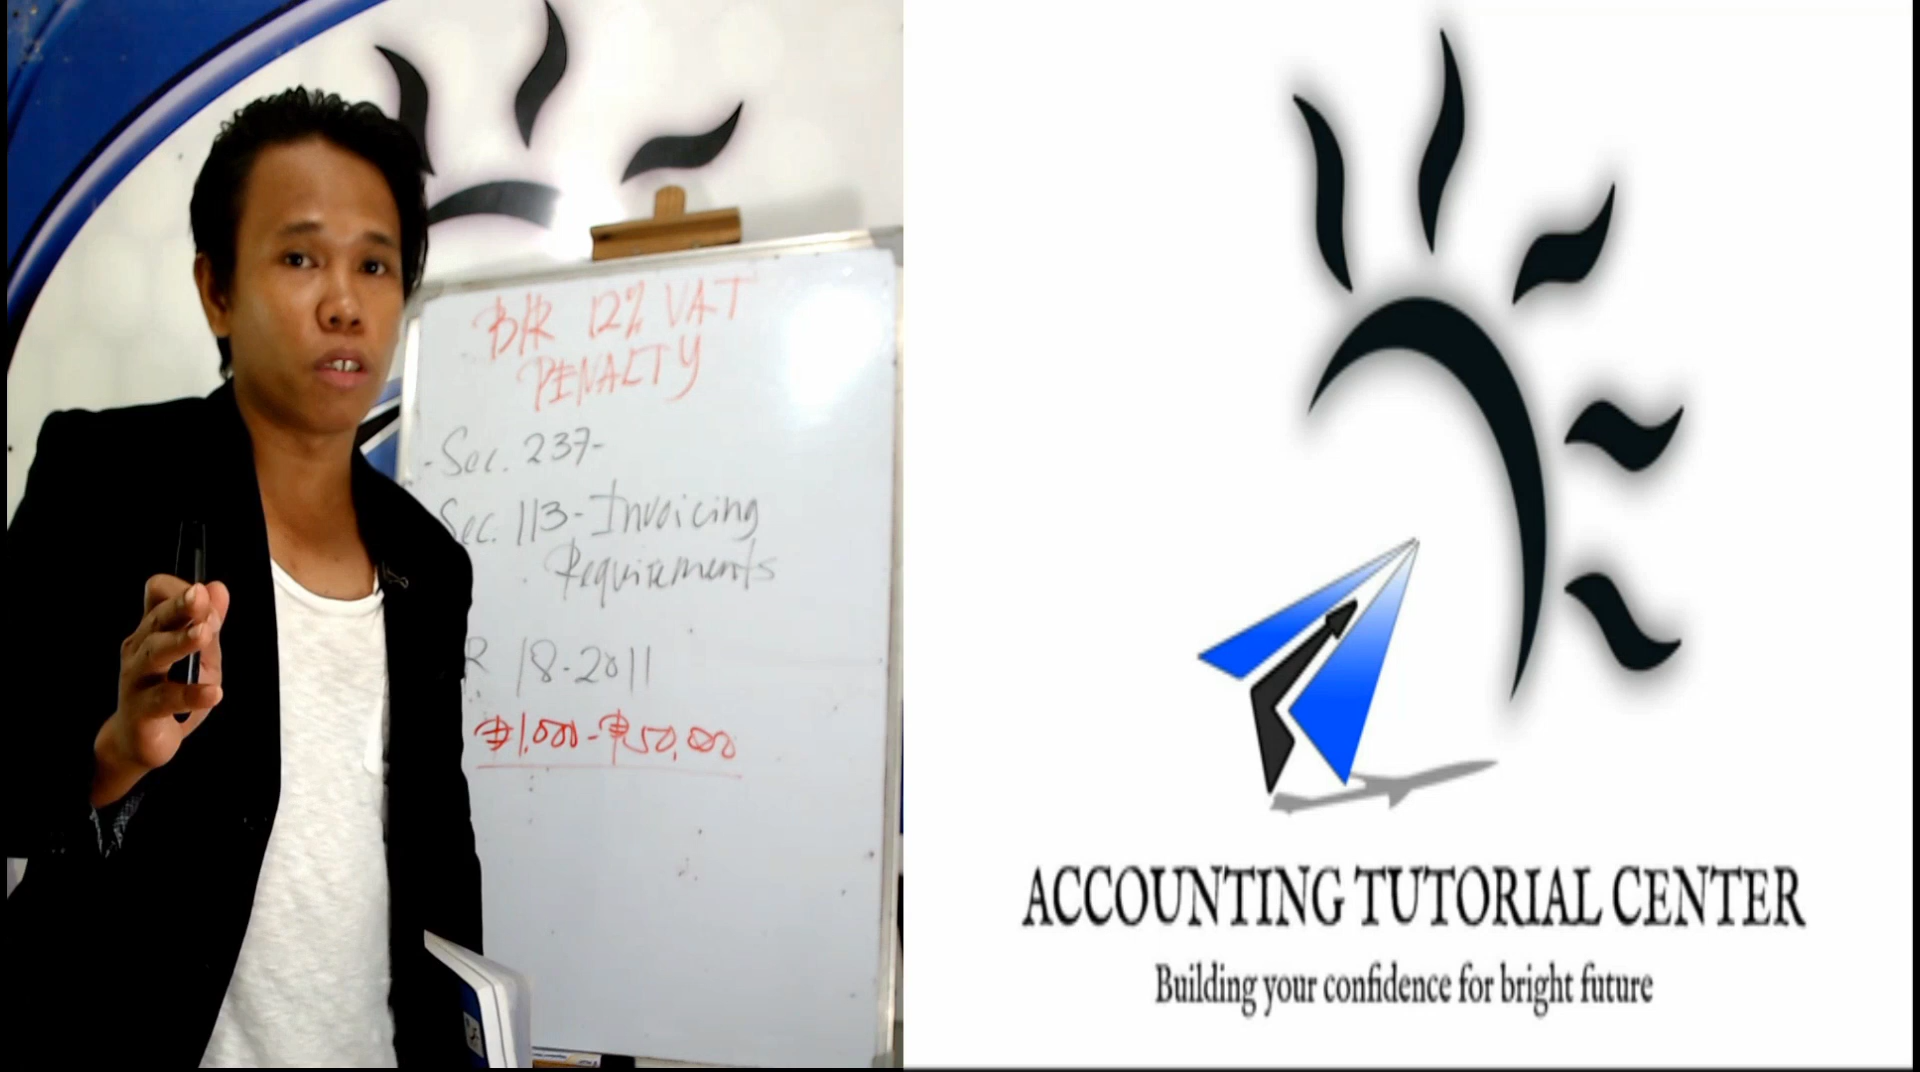 BIR 12% VAT
PENALTY
- Sec. 237-
Sec. 113 - Invoicing
Requirements
R 18-2011
₱1,000 - ₱50,000
ACCOUNTING TUTORIAL CENTER
Building your confidence for bright future